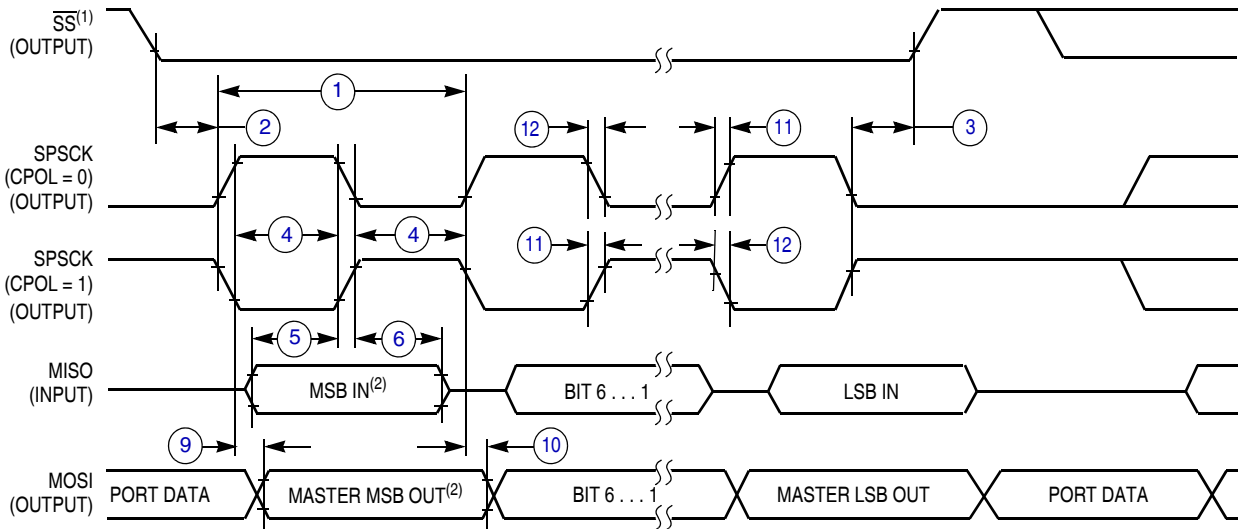 SS(1)
(OUTPUT)
1
2
12
11
3
SPSCK
(CPOL = 0)
(OUTPUT)
4
4
SPSCK
(CPOL = 1)
(OUTPUT)
11
12
5
6
MISO
(INPUT)
MSB IN(2)
BIT 6 . . . 1
LSB IN
9
10
MOSI
(OUTPUT)
PORT DATA
MASTER MSB OUT(2)
BIT 6 . . . 1
MASTER LSB OUT
PORT DATA